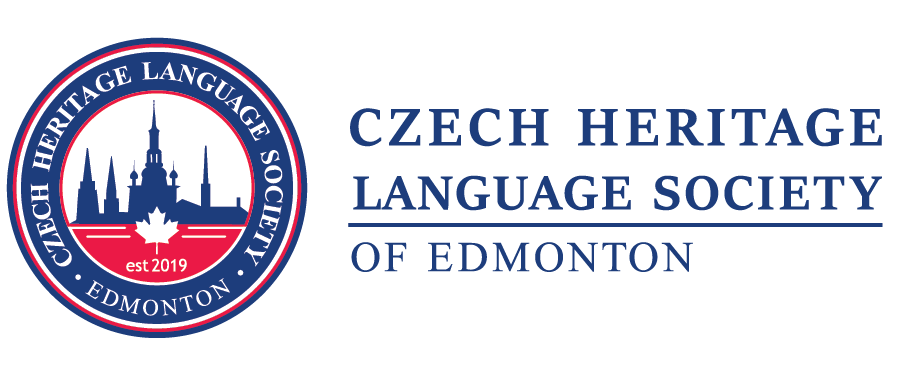 CZECH HERITAGE LANGUAGE SOCIETY
est 2019
• EDMONTON •
CZECH HERITAGE
LANGUAGE SOCIETY
OF EDMONTON